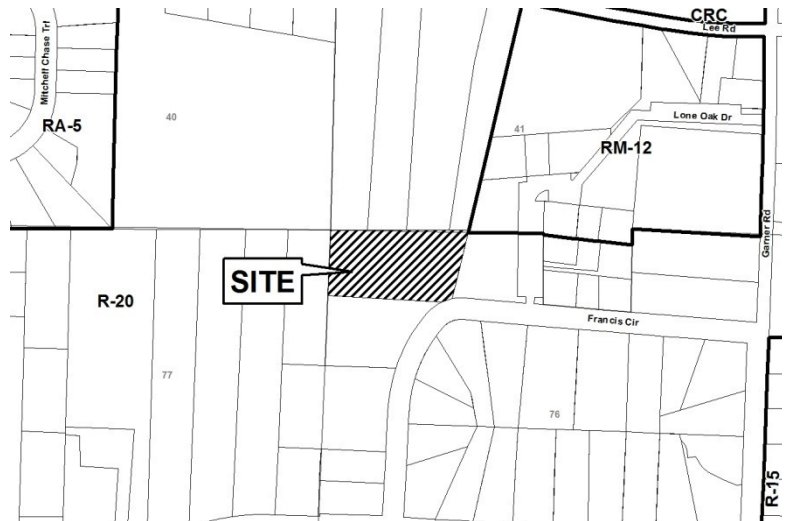 CRC
Lee Rd
Mitchell Chase Trl
40
41
Lone Oak Dr
RA-5
RM-12
Garner Rd
SITE
R-20
Francis Cir
77
76
R-15